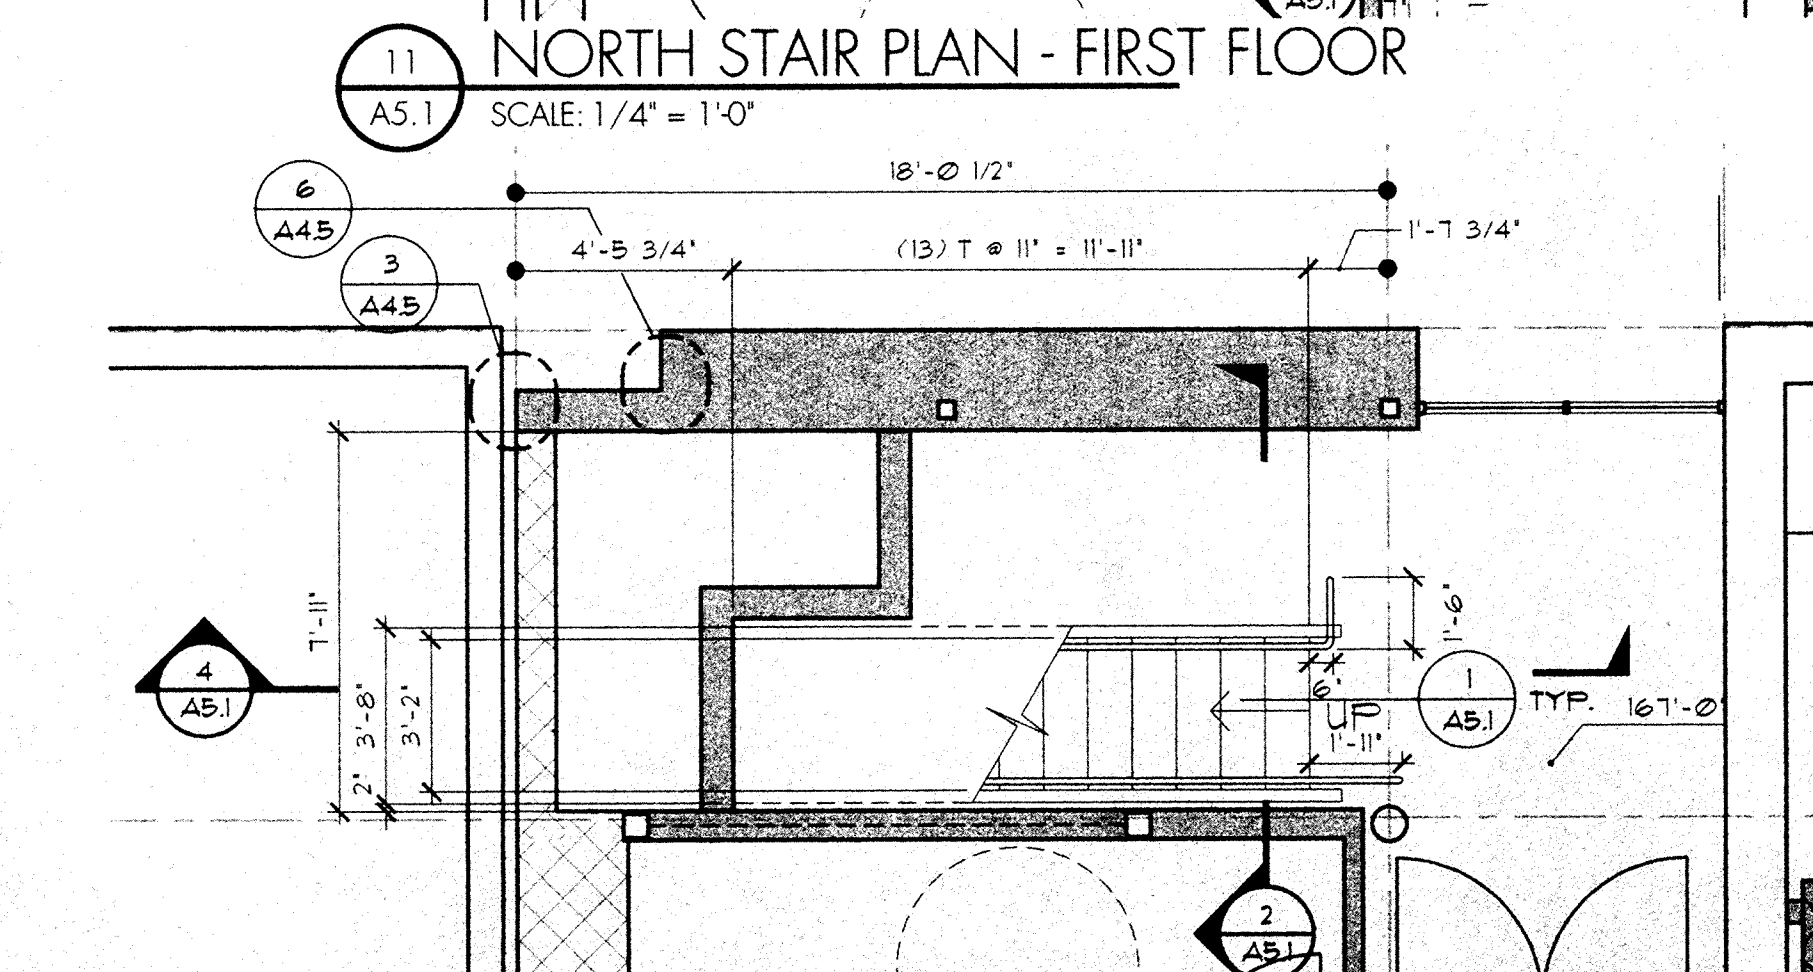 A5.1
11
A5.1
NORTH STAIR PLAN - FIRST FLOOR
SCALE: 1/4" = 1'-0"
18'-Ø 1/2"
6
A4.5
3
A4.5
4'-5 3/4"
(13) T @ 11" = 11'-11"
1'-7 3/4"
7'-11"
3'-8"
3'-2"
2"
4
A5.1
1'-6"
6"
UP
1'-11"
1
A5.1
TYP.
167'-Ø"
2
A5.1